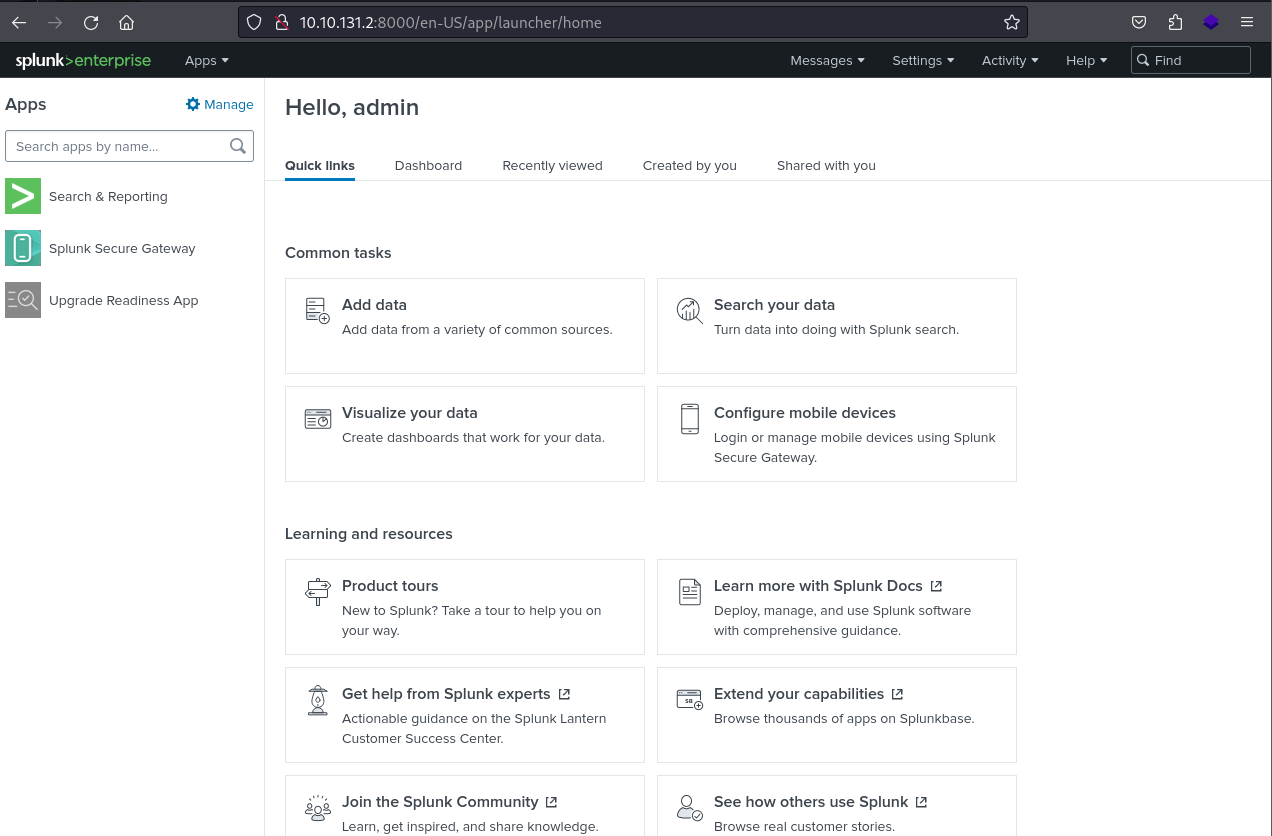 10.10.131.2:8000/en-US/app/launcher/home
splunk>enterprise
Apps
Messages
Settings
Activity
Help
Find
Apps
Manage
Search apps by name...
Search & Reporting
Splunk Secure Gateway
Upgrade Readiness App
Hello, admin
Quick links
Dashboard
Recently viewed
Created by you
Shared with you
Common tasks
Add data
Add data from a variety of common sources.
Search your data
Turn data into doing with Splunk search.
Visualize your data
Create dashboards that work for your data.
Configure mobile devices
Login or manage mobile devices using Splunk
Secure Gateway.
Learning and resources
Product tours
New to Splunk? Take a tour to help you on
your way.
Learn more with Splunk Docs
Deploy, manage, and use Splunk software
with comprehensive guidance.
Get help from Splunk experts
Actionable guidance on the Splunk Lantern
Customer Success Center.
Extend your capabilities
Browse thousands of apps on Splunkbase.
Join the Splunk Community
Learn, get inspired, and share knowledge.
See how others use Splunk
Browse real customer stories.